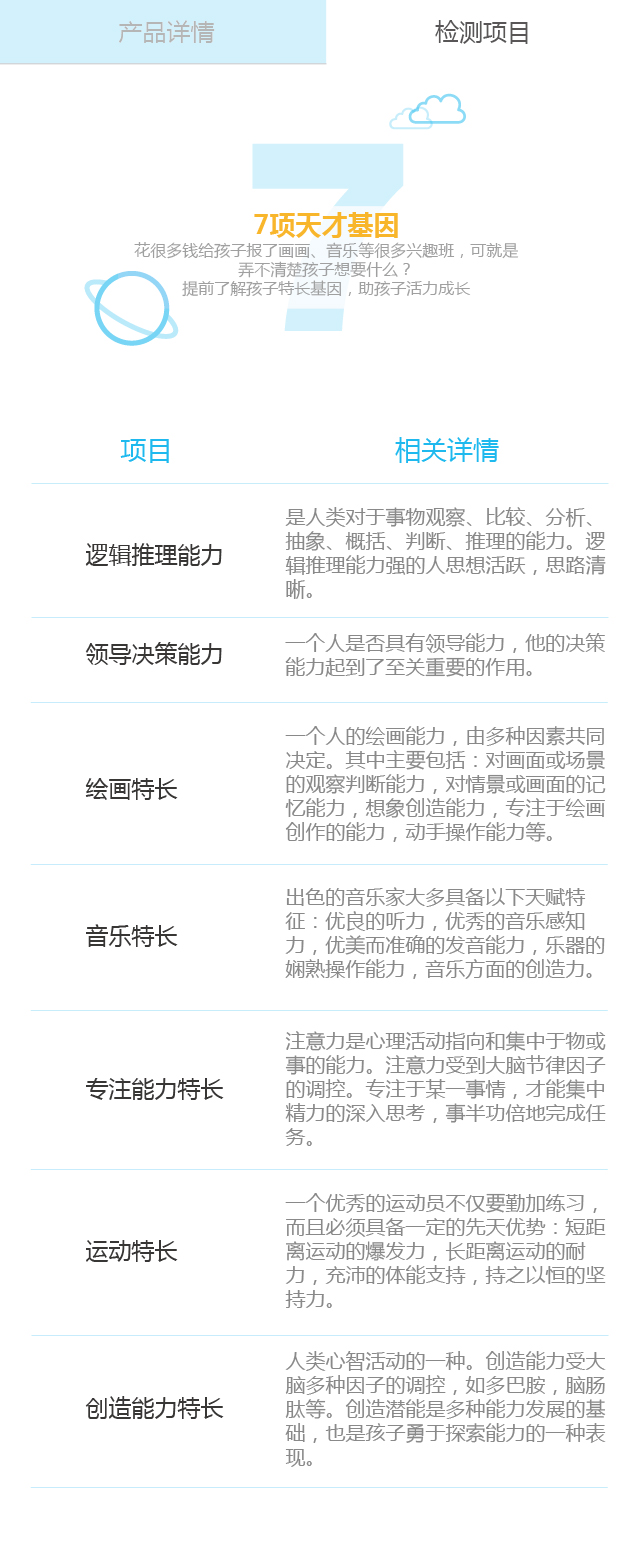 产品详情
检测项目
7项天才基因
花很多钱给孩子报了画画、音乐等很多兴趣班，可就是
弄不清楚孩子想要什么？
提前了解孩子特长基因，助孩子活力成长
项目
相关详情
逻辑推理能力
是人类对于事物观察、比较、分析、
抽象、概括、判断、推理的能力。逻
辑推理能力强的人思想活跃，思路清
晰。
领导决策能力
一个人是否具有领导能力，他的决策
能力起到了至关重要的作用。
绘画特长
一个人的绘画能力，由多种因素共同
决定。其中主要包括：对画面或场景
的观察判断能力，对情景或画面的记
忆能力，想象创造能力，专注于绘画
创作的能力，动手操作能力等。
音乐特长
出色的音乐家大多具备以下天赋特
征：优良的听力，优秀的音乐感知
力，优美而准确的发音能力，乐器的
娴熟操作能力，音乐方面的创造力。
专注能力特长
注意力是心理活动指向和集中于物或
事的能力。注意力受到大脑节律因子
的调控。专注于某一事情，才能集中
精力的深入思考，事半功倍地完成任
务。
运动特长
一个优秀的运动员不仅要勤加练习，
而且必须具备一定的先天优势：短距
离运动的爆发力，长距离运动的耐
力，充沛的体能支持，持之以恒的坚
持力。
创造能力特长
人类心智活动的一种。创造能力受大
脑多种因子的调控，如多巴胺，脑肠
肽等。创造潜能是多种能力发展的基
础，也是孩子勇于探索能力的一种表
现。